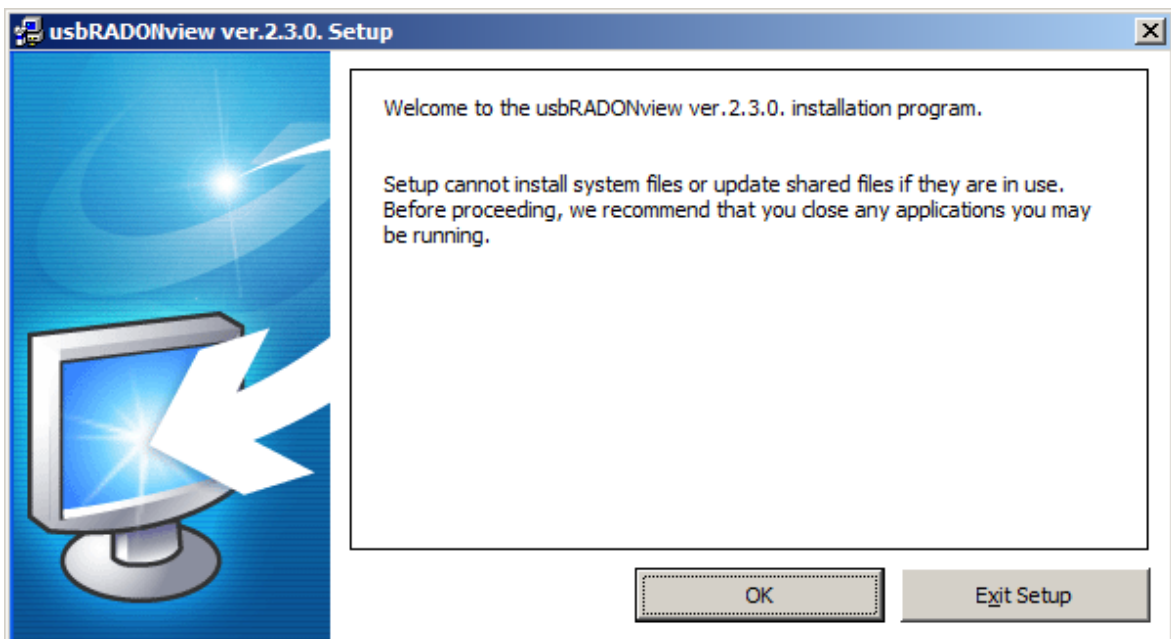 usbRADONview ver.2.3.0. Setup
Welcome to the usbRADONview ver.2.3.0. installation program.
Setup cannot install system files or update shared files if they are in use.
Before proceeding, we recommend that you close any applications you may
be running.
OK
Exit Setup